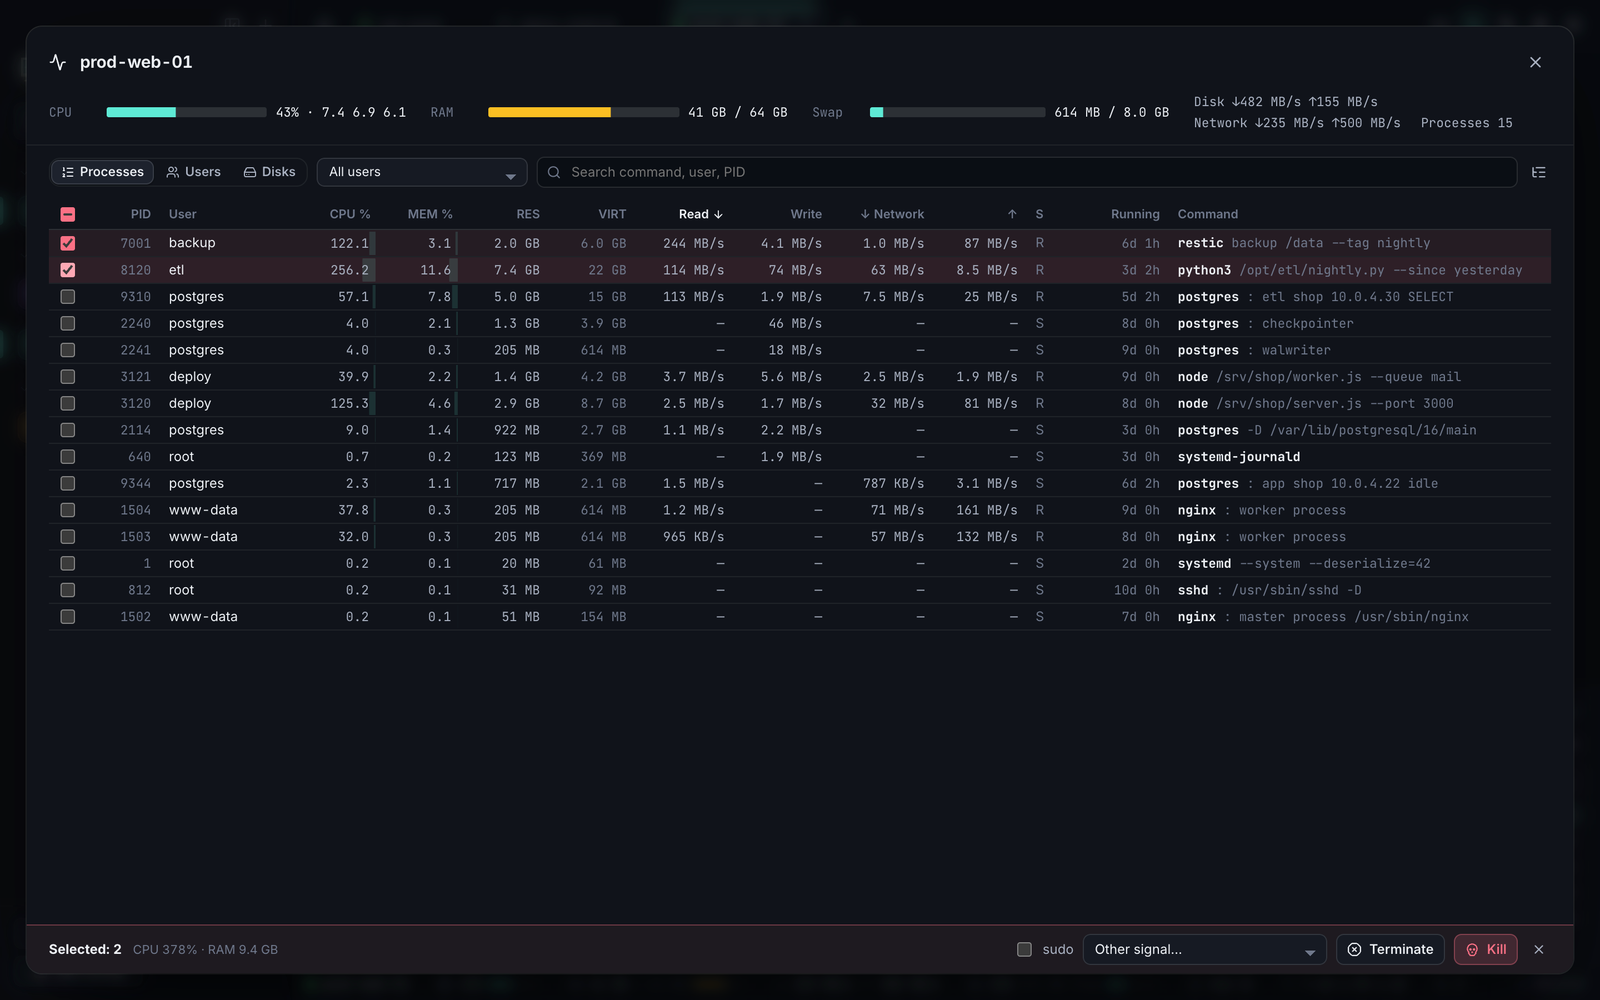 prod-web-01
CPU 43% · 7.4 6.9 6.1 RAM 41 GB / 64 GB Swap 614 MB / 8.0 GB
Disk ↓482 MB/s ↑155 MB/s
Network ↓235 MB/s ↑500 MB/s Processes 15
Processes Users Disks All users Search command, user, PID
PID User CPU % MEM % RES VIRT Read ↓ Write ↓ Network ↑ S Running Command
7001 backup 122.1 3.1 2.0 GB 6.0 GB 244 MB/s 4.1 MB/s 1.0 MB/s 87 MB/s R 6d 1h restic backup /data --tag nightly
8120 etl 256.2 11.6 7.4 GB 22 GB 114 MB/s 74 MB/s 63 MB/s 8.5 MB/s R 3d 2h python3 /opt/etl/nightly.py --since yesterday
9310 postgres 57.1 7.8 5.0 GB 15 GB 113 MB/s 1.9 MB/s 7.5 MB/s 25 MB/s R 5d 2h postgres : etl shop 10.0.4.30 SELECT
2240 postgres 4.0 2.1 1.3 GB 3.9 GB – 46 MB/s – – S 8d 0h postgres : checkpointer
2241 postgres 4.0 0.3 205 MB 614 MB – 18 MB/s – – S 9d 0h postgres : walwriter
3121 deploy 39.9 2.2 1.4 GB 4.2 GB 3.7 MB/s 5.6 MB/s 2.5 MB/s 1.9 MB/s R 9d 0h node /srv/shop/worker.js --queue mail
3120 deploy 125.3 4.6 2.9 GB 8.7 GB 2.5 MB/s 1.7 MB/s 32 MB/s 81 MB/s R 8d 0h node /srv/shop/server.js --port 3000
2114 postgres 9.0 1.4 922 MB 2.7 GB 1.1 MB/s 2.2 MB/s – – S 3d 0h postgres -D /var/lib/postgresql/16/main
640 root 0.7 0.2 123 MB 369 MB – 1.9 MB/s – – S 3d 0h systemd-journald
9344 postgres 2.3 1.1 717 MB 2.1 GB 1.5 MB/s – 787 KB/s 3.1 MB/s S 6d 2h postgres : app shop 10.0.4.22 idle
1504 www-data 37.8 0.3 205 MB 614 MB 1.2 MB/s – 71 MB/s 161 MB/s R 9d 0h nginx : worker process
1503 www-data 32.0 0.3 205 MB 614 MB 965 KB/s – 57 MB/s 132 MB/s R 8d 0h nginx : worker process
1 root 0.2 0.1 20 MB 61 MB – – – – S 2d 0h systemd --system --deserialize=42
812 root 0.2 0.1 31 MB 92 MB – – – – S 10d 0h sshd : /usr/sbin/sshd -D
1502 www-data 0.2 0.1 51 MB 154 MB – – – – S 7d 0h nginx : master process /usr/sbin/nginx
Selected: 2 CPU 378% · RAM 9.4 GB sudo Other signal... Terminate Kill